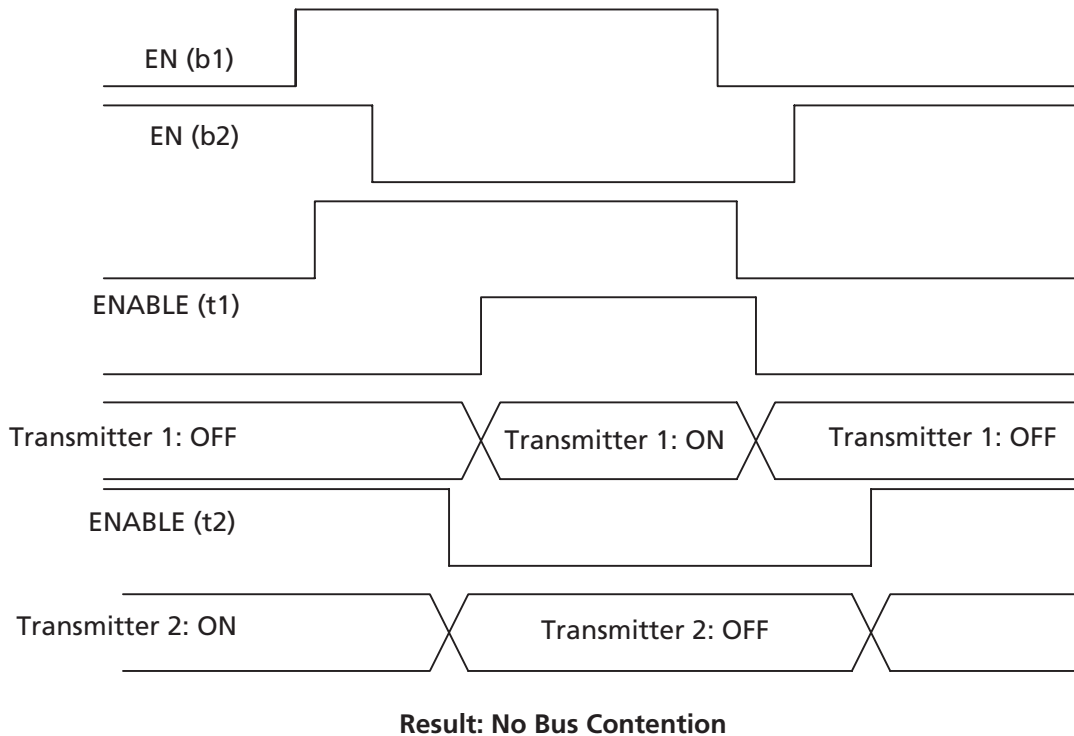 EN (b1)
EN (b2)
ENABLE (t1)
Transmitter 1: OFF
Transmitter 1: ON
Transmitter 1: OFF
ENABLE (t2)
Transmitter 2: ON
Transmitter 2: OFF
Result: No Bus Contention